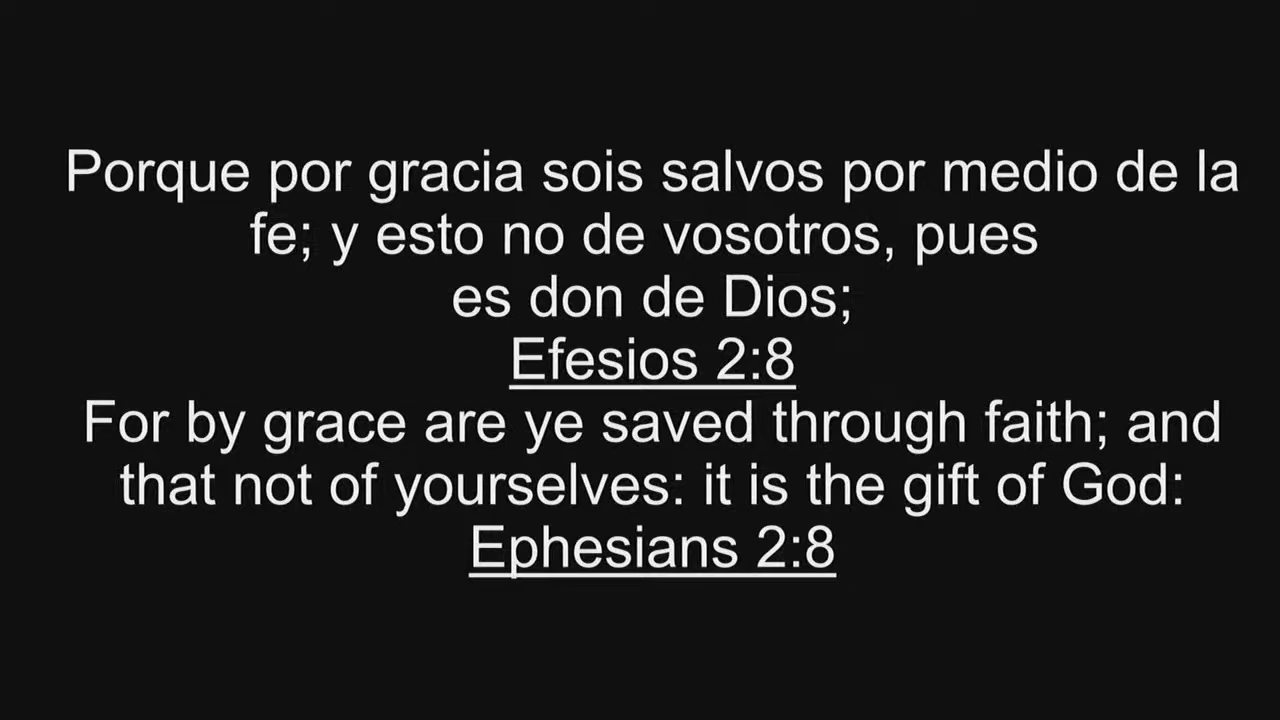 Porque por gracia sois salvos por medio de la
fe; y esto no de vosotros, pues
es don de Dios;
Efesios 2:8
For by grace are ye saved through faith; and
that not of yourselves: it is the gift of God:
Ephesians 2:8